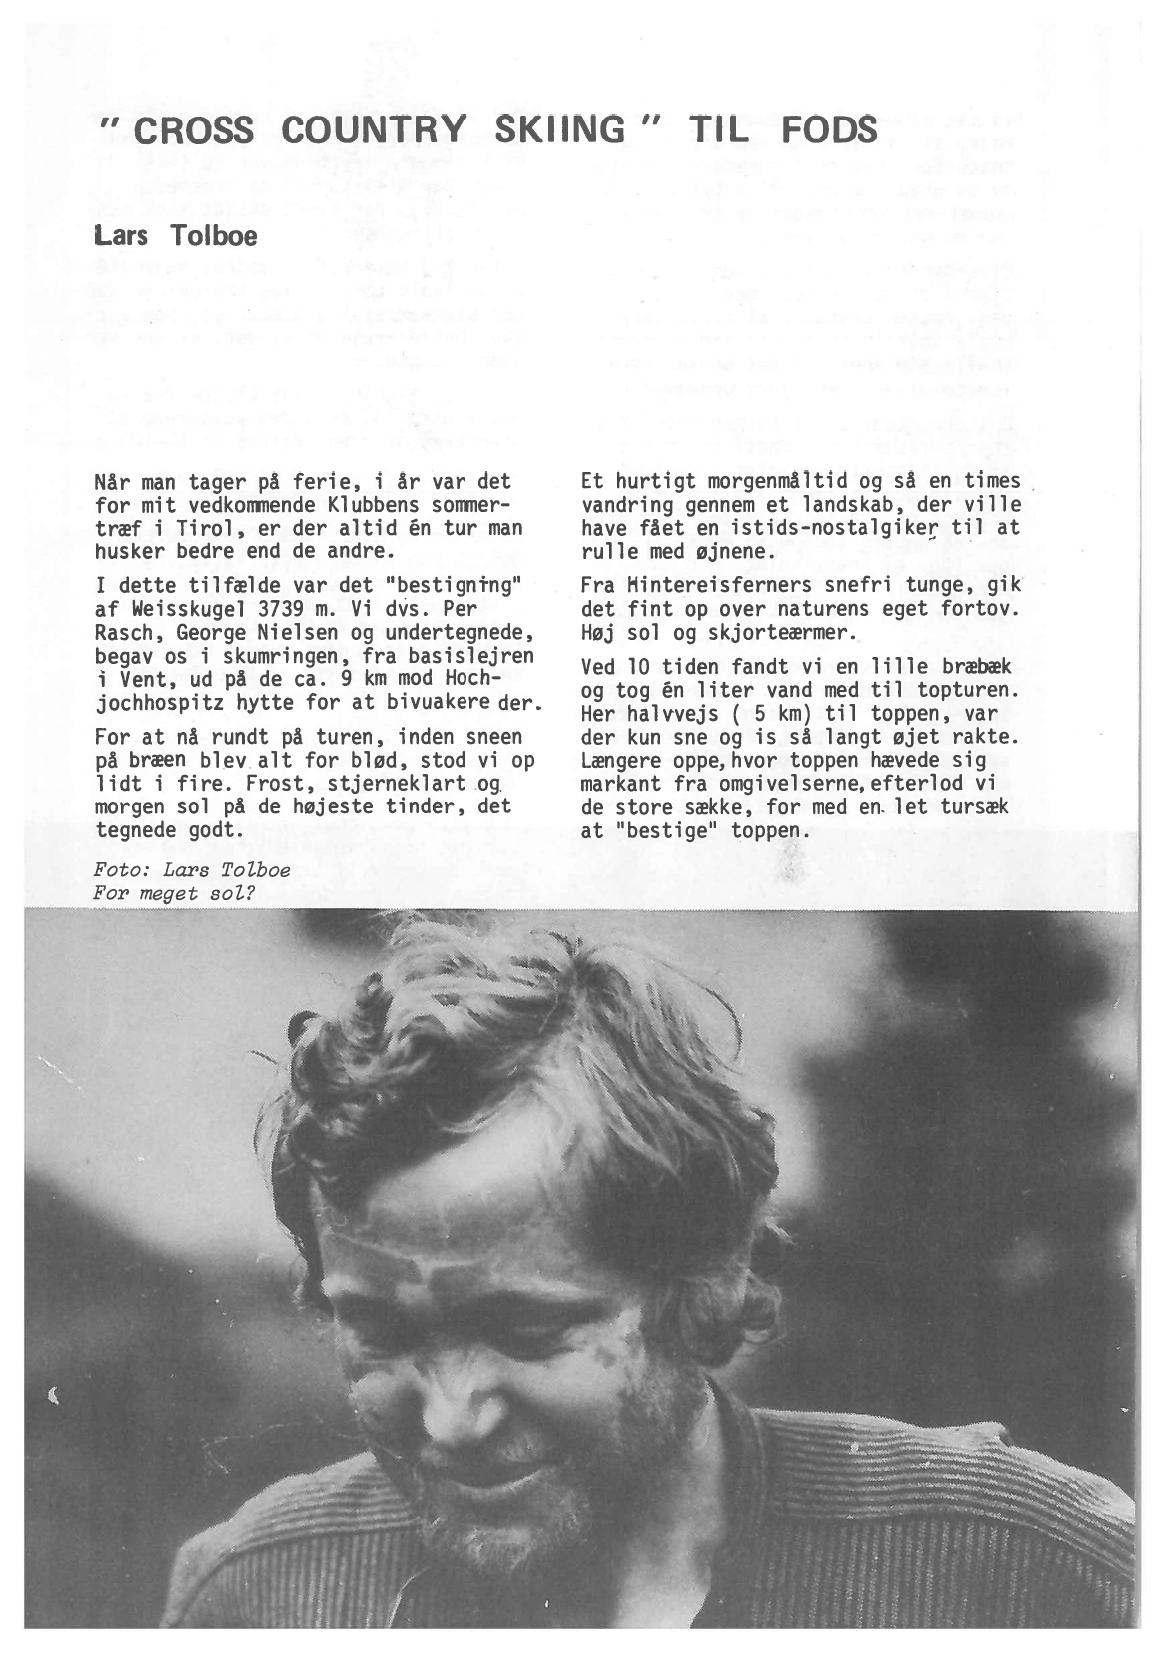 " CROSS COUNTRY SKIING " TIL FODS
Lars Tolboe
Når man tager på ferie, i år var det
for mit vedkommende Klubbens sommer-
træf i Tirol, er der altid én tur man
husker bedre end de andre.
I dette tilfælde var det "bestigning"
af Weisskugel 3739 m. Vi dvs. Per
Rasch, George Nielsen og undertegnede,
begav os i skumringen, fra basislejren
i Vent, ud på de ca. 9 km mod Hoch-
jochhospitz hytte for at bivuakere der.
For at nå rundt på turen, inden sneen
på bræen blev alt for blød, stod vi op
lidt i fire. Frost, stjerneklart og
morgen sol på de højeste tinder, det
tegnede godt.
Foto: Lars Tolboe
For meget sol?
Et hurtigt morgenmåltid og så en times
vandring gennem et landskab, der ville
have fået en istids-nostalgiker til at
rulle med øjnene.
Fra Hintereisferners snefri tunge, gik
det fint op over naturens eget fortov.
Høj sol og skjorteærmer.
Ved 10 tiden fandt vi en lille bræbæk
og tog én liter vand med til topturen.
Her halvvejs ( 5 km) til toppen, var
der kun sne og is så langt øjet rakte.
Længere oppe, hvor toppen hævede sig
markant fra omgivelserne, efterlod vi
de store sække, for med en let tursæk
at "bestige" toppen.